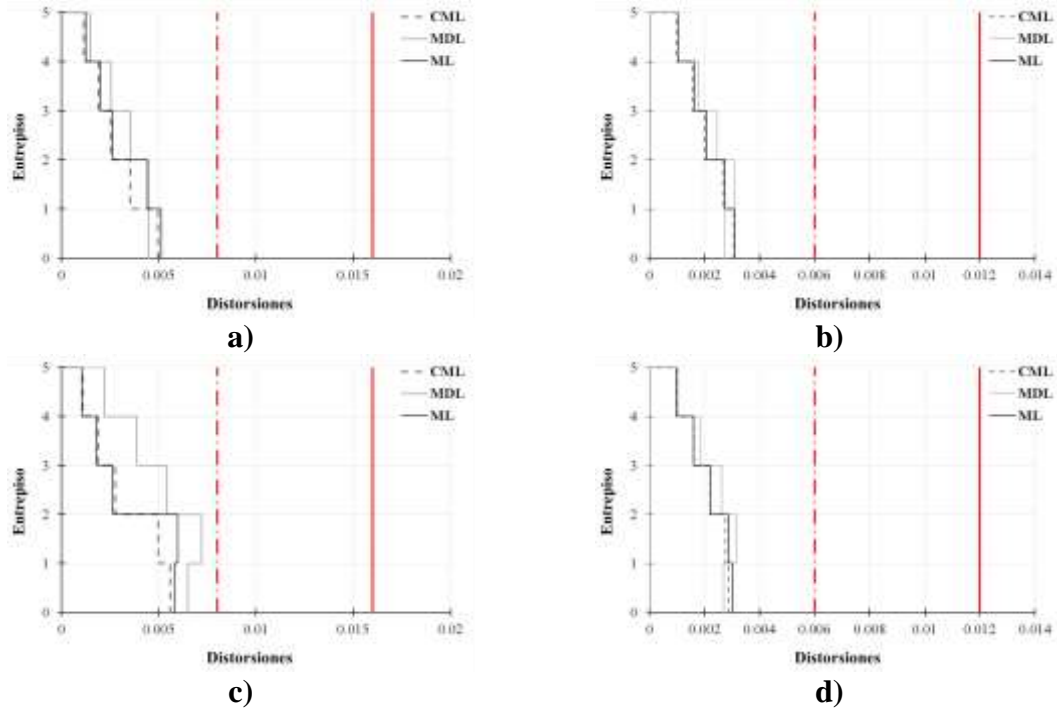 CML
MDL
ML
Entrepiso
5
4
3
2
1
0
0
0.005
0.01
0.015
0.02
Distorsiones
a)
CML
MDL
ML
Entrepiso
5
4
3
2
1
0
0
0.002
0.004
0.006
0.008
0.01
0.012
0.014
Distorsiones
b)
CML
MDL
ML
Entrepiso
5
4
3
2
1
0
0
0.005
0.01
0.015
0.02
Distorsiones
c)
CML
MDL
ML
Entrepiso
5
4
3
2
1
0
0
0.002
0.004
0.006
0.008
0.01
0.012
0.014
Distorsiones
d)